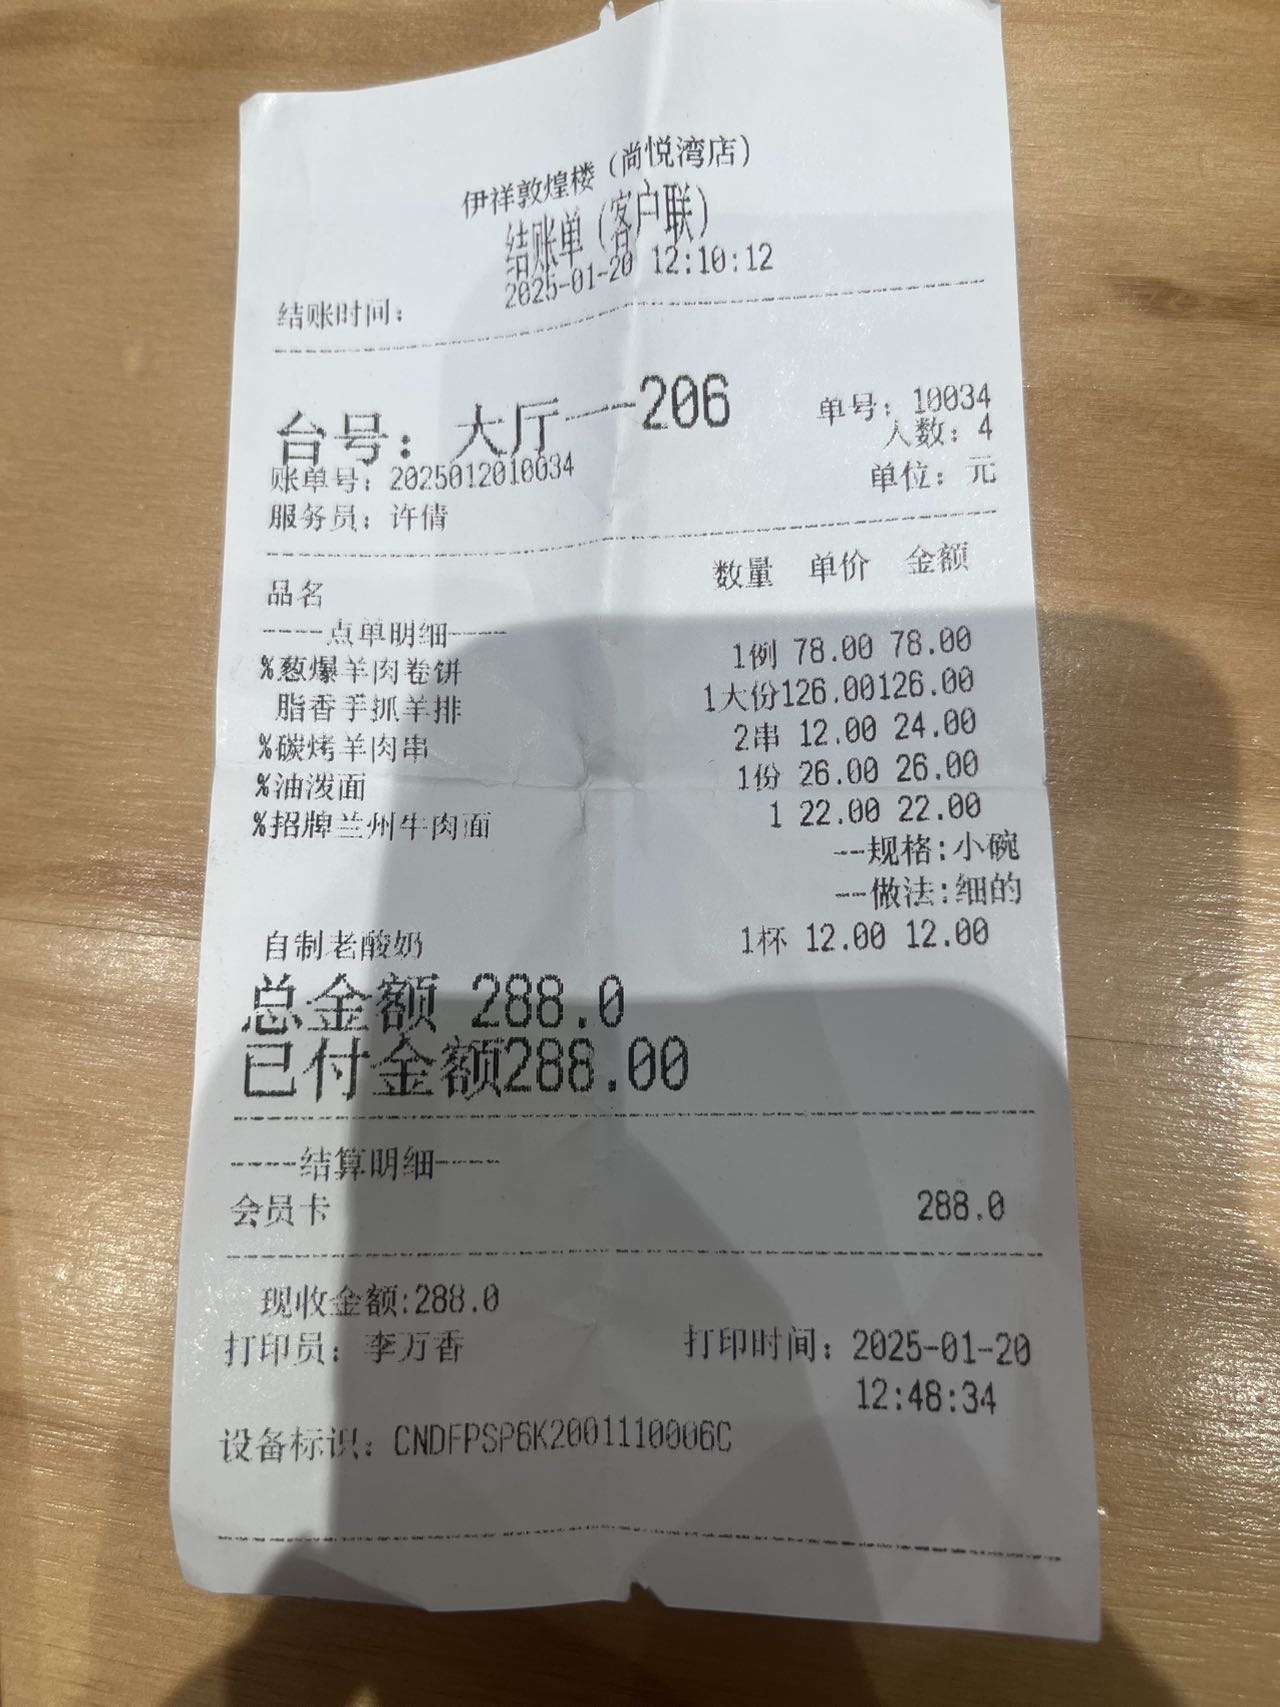 伊祥敦煌楼（尚悦湾店）
结账单（客户联）
结账时间： 2025-01-20 12:10:12
台号： 大厅——206 单号：10034
人数：4
账单号：2025012010034 单位：元
服务员：许倩
品名 数量 单价 金额
----点单明细----
%葱爆羊肉卷饼 1例 78.00 78.00
脂香手抓羊排 1大份126.00126.00
%碳烤羊肉串 2串 12.00 24.00
%油泼面 1份 26.00 26.00
%招牌兰州牛肉面 1 22.00 22.00
--规格:小碗
--做法:细的
自制老酸奶 1杯 12.00 12.00
总金额 288.0
已付金额288.00
----结算明细----
会员卡 288.0
现收金额:288.0
打印员：李万香 打印时间：2025-01-20
12:48:34
设备标识：CNDFPSP6K2001110006C